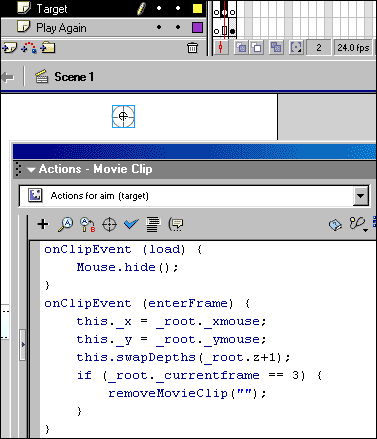 Target
Play Again
2 24.0 fps
Scene 1
Actions - Movie Clip
Actions for aim (target)
onClipEvent (load) {
Mouse.hide();
}
onClipEvent (enterFrame) {
this._x = _root._xmouse;
this._y = _root._ymouse;
this.swapDepths(_root.z+1);
if (_root._currentframe == 3) {
removeMovieClip("");
}
}